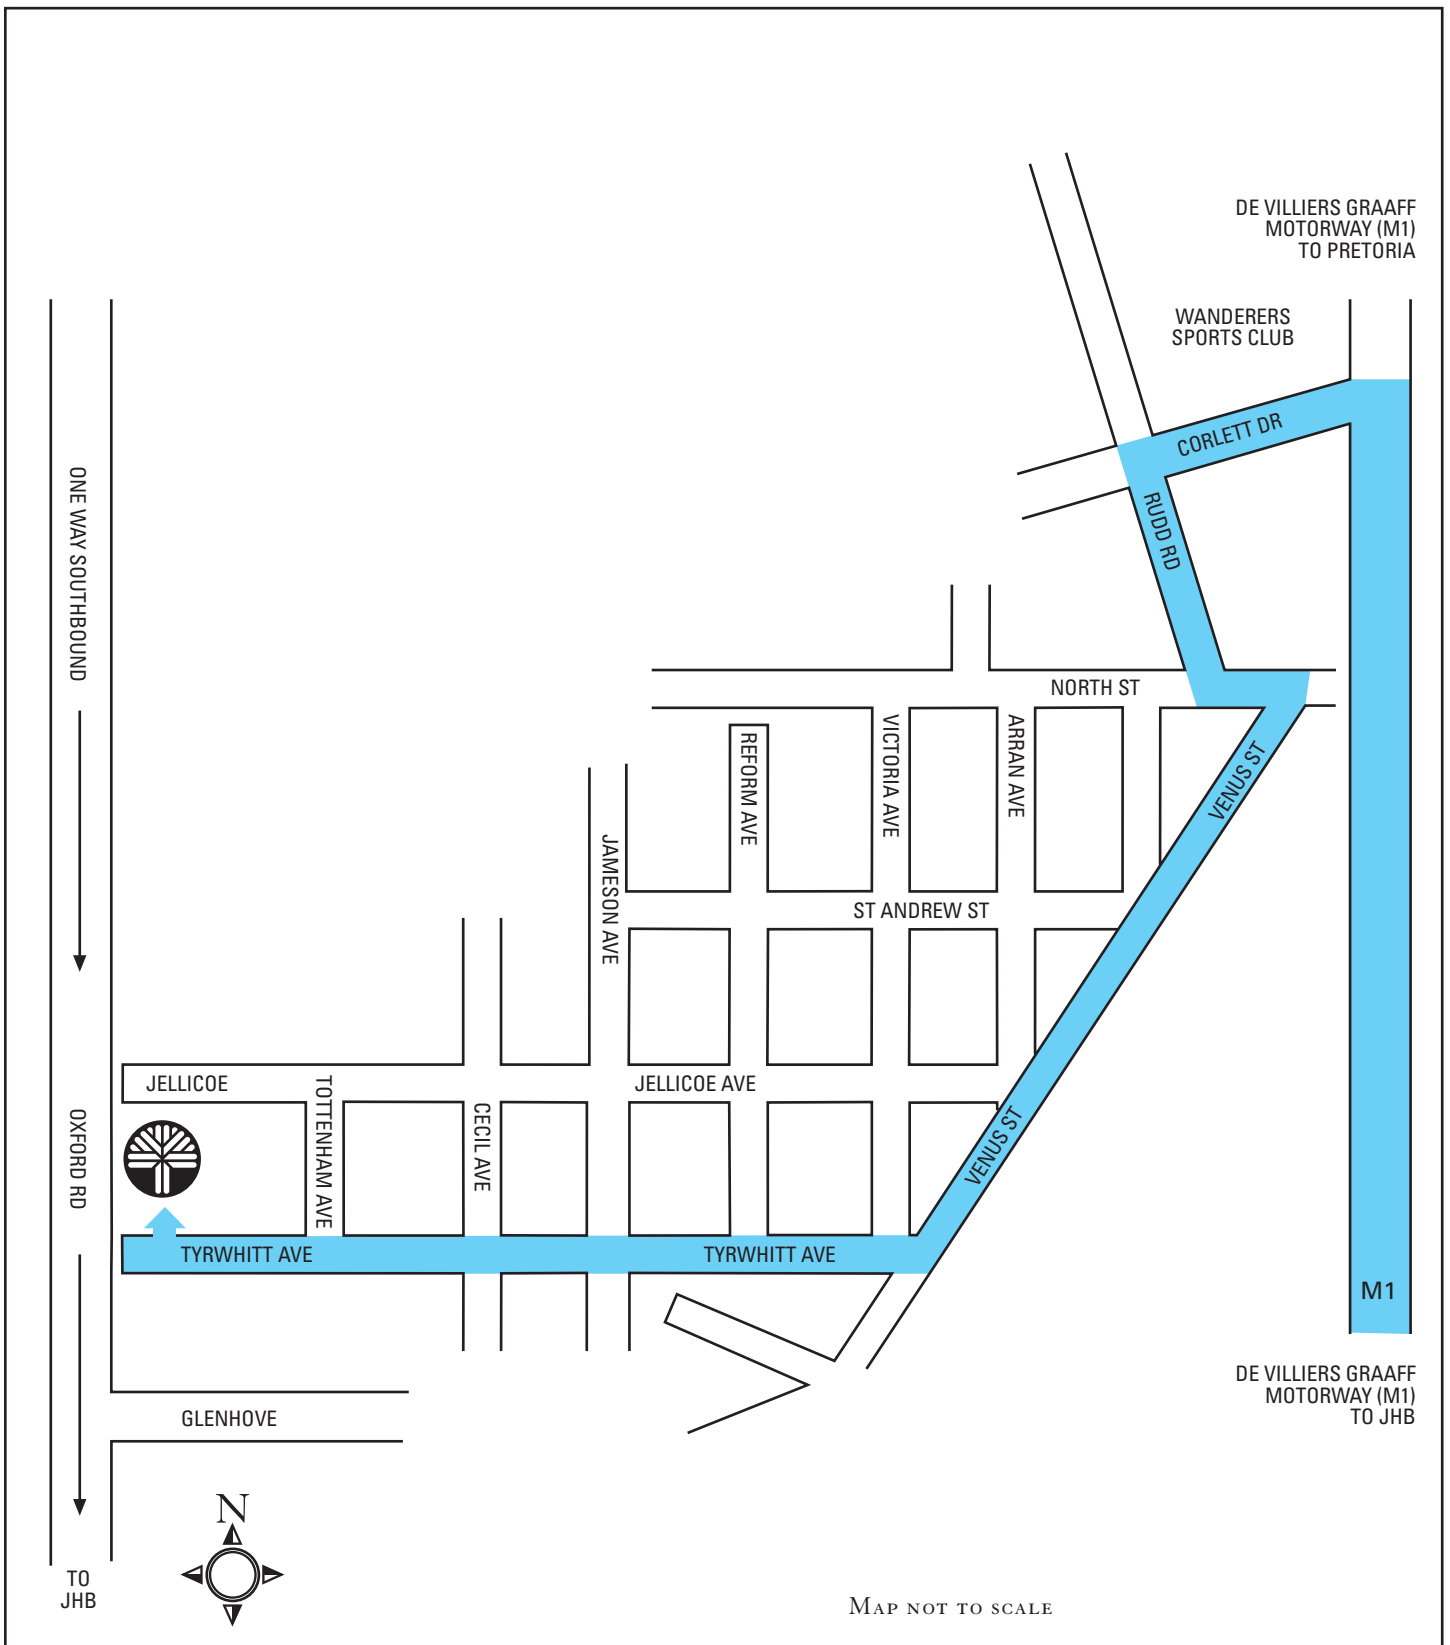 DE VILLIERS GRAAFF
MOTORWAY (M1)
TO PRETORIA
WANDERERS
SPORTS CLUB
CORLETT DR
ONE WAY SOUTHBOUND
RUDD RD
NORTH ST
VICTORIA AVE
ARRAN AVE
REFORM AVE
VENUS ST
JAMESON AVE
ST ANDREW ST
JELLICOE
JELLICOE AVE
TOTTENHAM AVE
CECIL AVE
OXFORD RD
VENUS ST
TYRWHITT AVE
TYRWHITT AVE
M1
DE VILLIERS GRAAFF
MOTORWAY (M1)
TO JHB
GLENHOVE
N
TO
JHB
MAP NOT TO SCALE